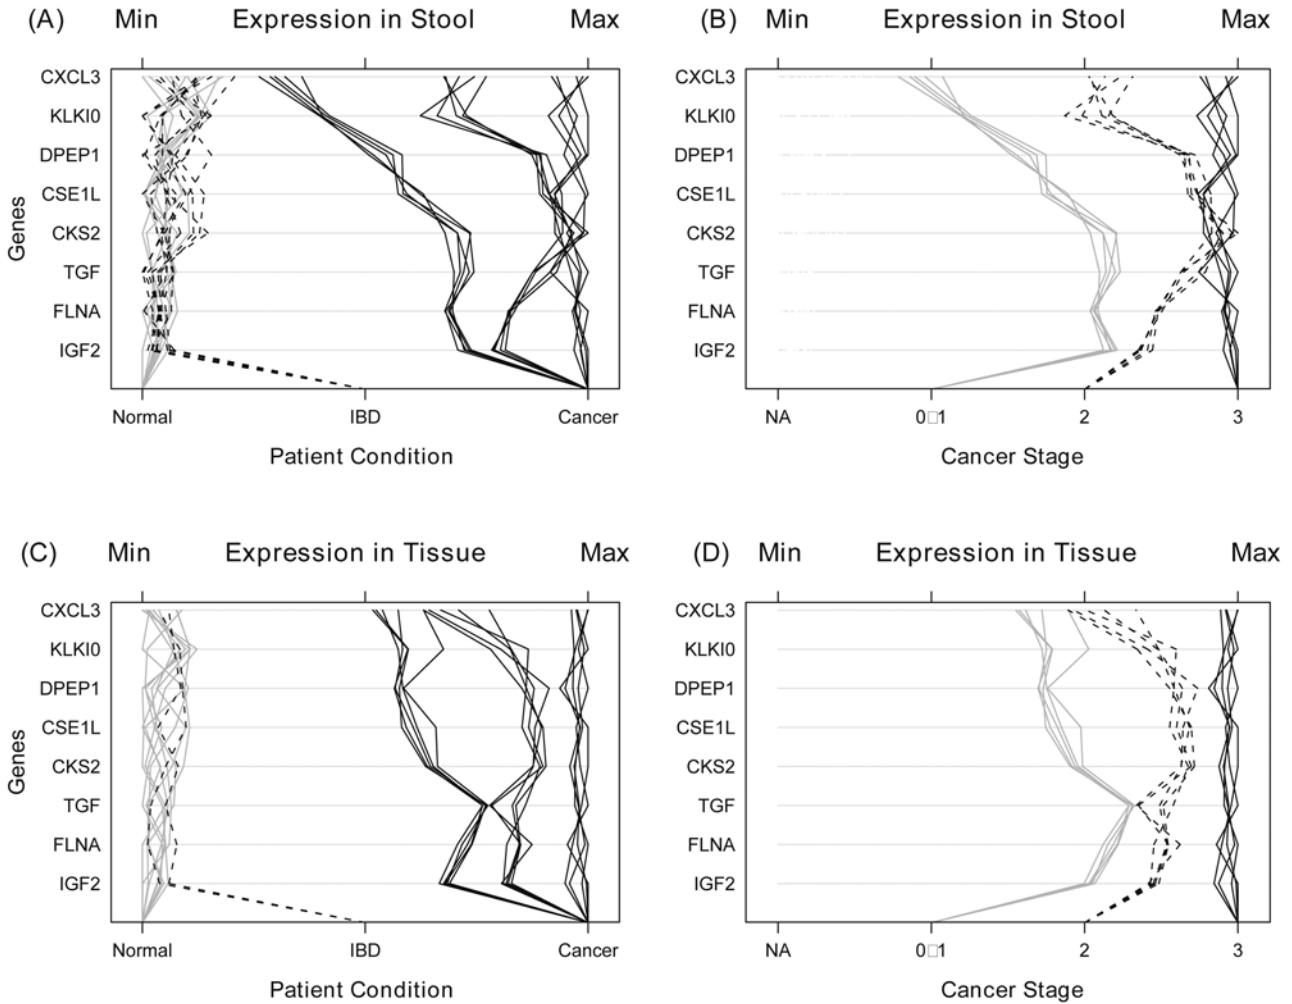 (A) Min Expression in Stool Max
(B) Min Expression in Stool Max
Genes
CXCL3
KLKI0
DPEP1
CSE1L
CKS2
TGF
FLNA
IGF2
Normal IBD Cancer
Patient Condition
CXCL3
KLKI0
DPEP1
CSE1L
CKS2
TGF
FLNA
IGF2
NA 0□1 2 3
Cancer Stage
(C) Min Expression in Tissue Max
(D) Min Expression in Tissue Max
Genes
CXCL3
KLKI0
DPEP1
CSE1L
CKS2
TGF
FLNA
IGF2
Normal IBD Cancer
Patient Condition
CXCL3
KLKI0
DPEP1
CSE1L
CKS2
TGF
FLNA
IGF2
NA 0□1 2 3
Cancer Stage